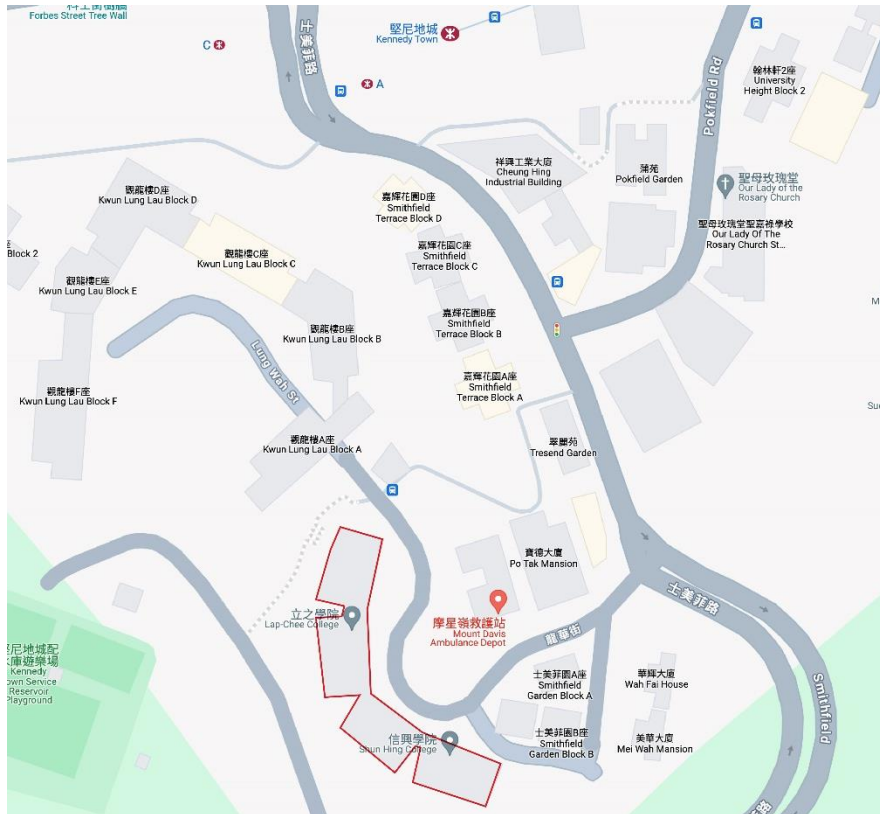 科士街樹牆
Forbes Street Tree Wall
C
士美菲路
堅尼地城
Kennedy Town
A
Pokfield Rd
翰林軒2座
University
Height Block 2
祥興工業大廈
Cheung Hing
Industrial Building
蒲苑
Pokfield Garden
聖母玫瑰堂
Our Lady of the
Rosary Church
聖母玫瑰堂聖嘉祿學校
Our Lady Of The
Rosary Church St...
觀龍樓D座
Kwun Lung Lau Block D
嘉輝花園D座
Smithfield
Terrace Block D
座
Block 2
觀龍樓C座
Kwun Lung Lau Block C
嘉輝花園C座
Smithfield
Terrace Block C
觀龍樓E座
Kwun Lung Lau Block E
M
觀龍樓B座
Kwun Lung Lau Block B
嘉輝花園B座
Smithfield
Terrace Block B
Lung Wah St
嘉輝花園A座
Smithfield
Terrace Block A
觀龍樓F座
Kwun Lung Lau Block F
Suc
觀龍樓A座
Kwun Lung Lau Block A
翠麗苑
Tresend Garden
寶德大廈
Po Tak Mansion
士美菲路
立之學院
Lap-Chee College
摩星嶺救護站
Mount Davis
Ambulance Depot
龍華街
堅尼地城配
水庫遊樂場
Kennedy
own Service
Reservoir
Playground
士美菲園A座
Smithfield
Garden Block A
華輝大廈
Wah Fai House
Smithfield
信興學院
Shun Hing College
士美菲園B座
Smithfield
Garden Block B
美華大廈
Mei Wah Mansion